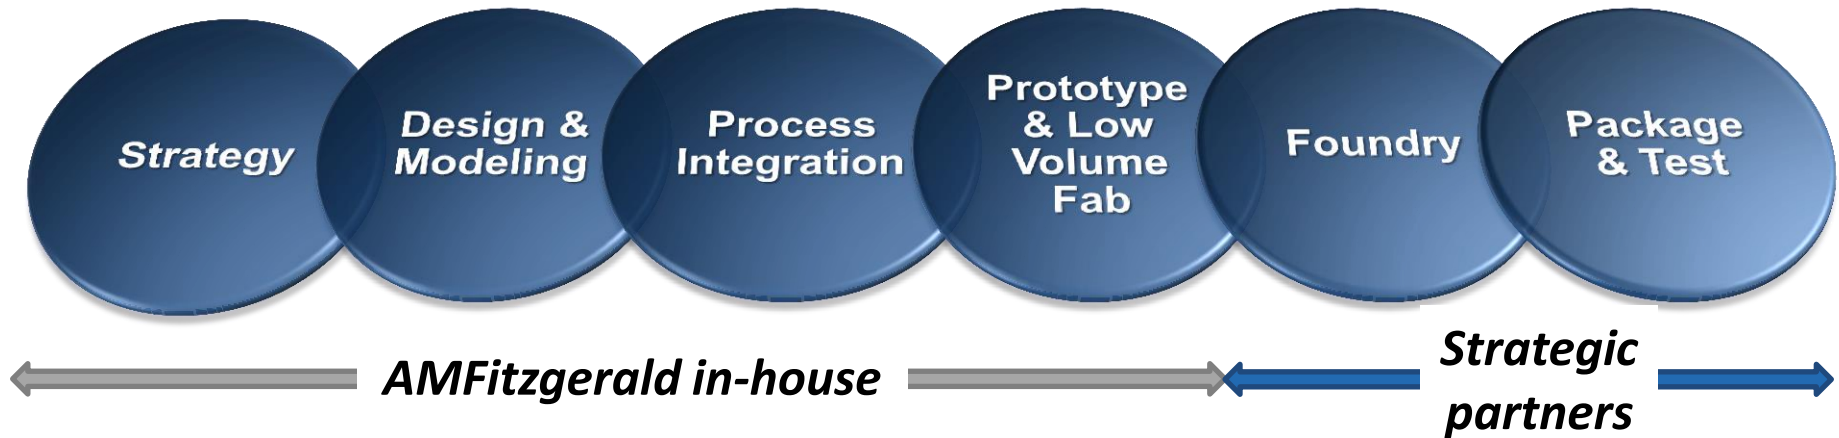 Strategy
Design &
Modeling
Process
Integration
Prototype
& Low
Volume
Fab
Foundry
Package
& Test
AMFitzgerald in-house
Strategic
partners